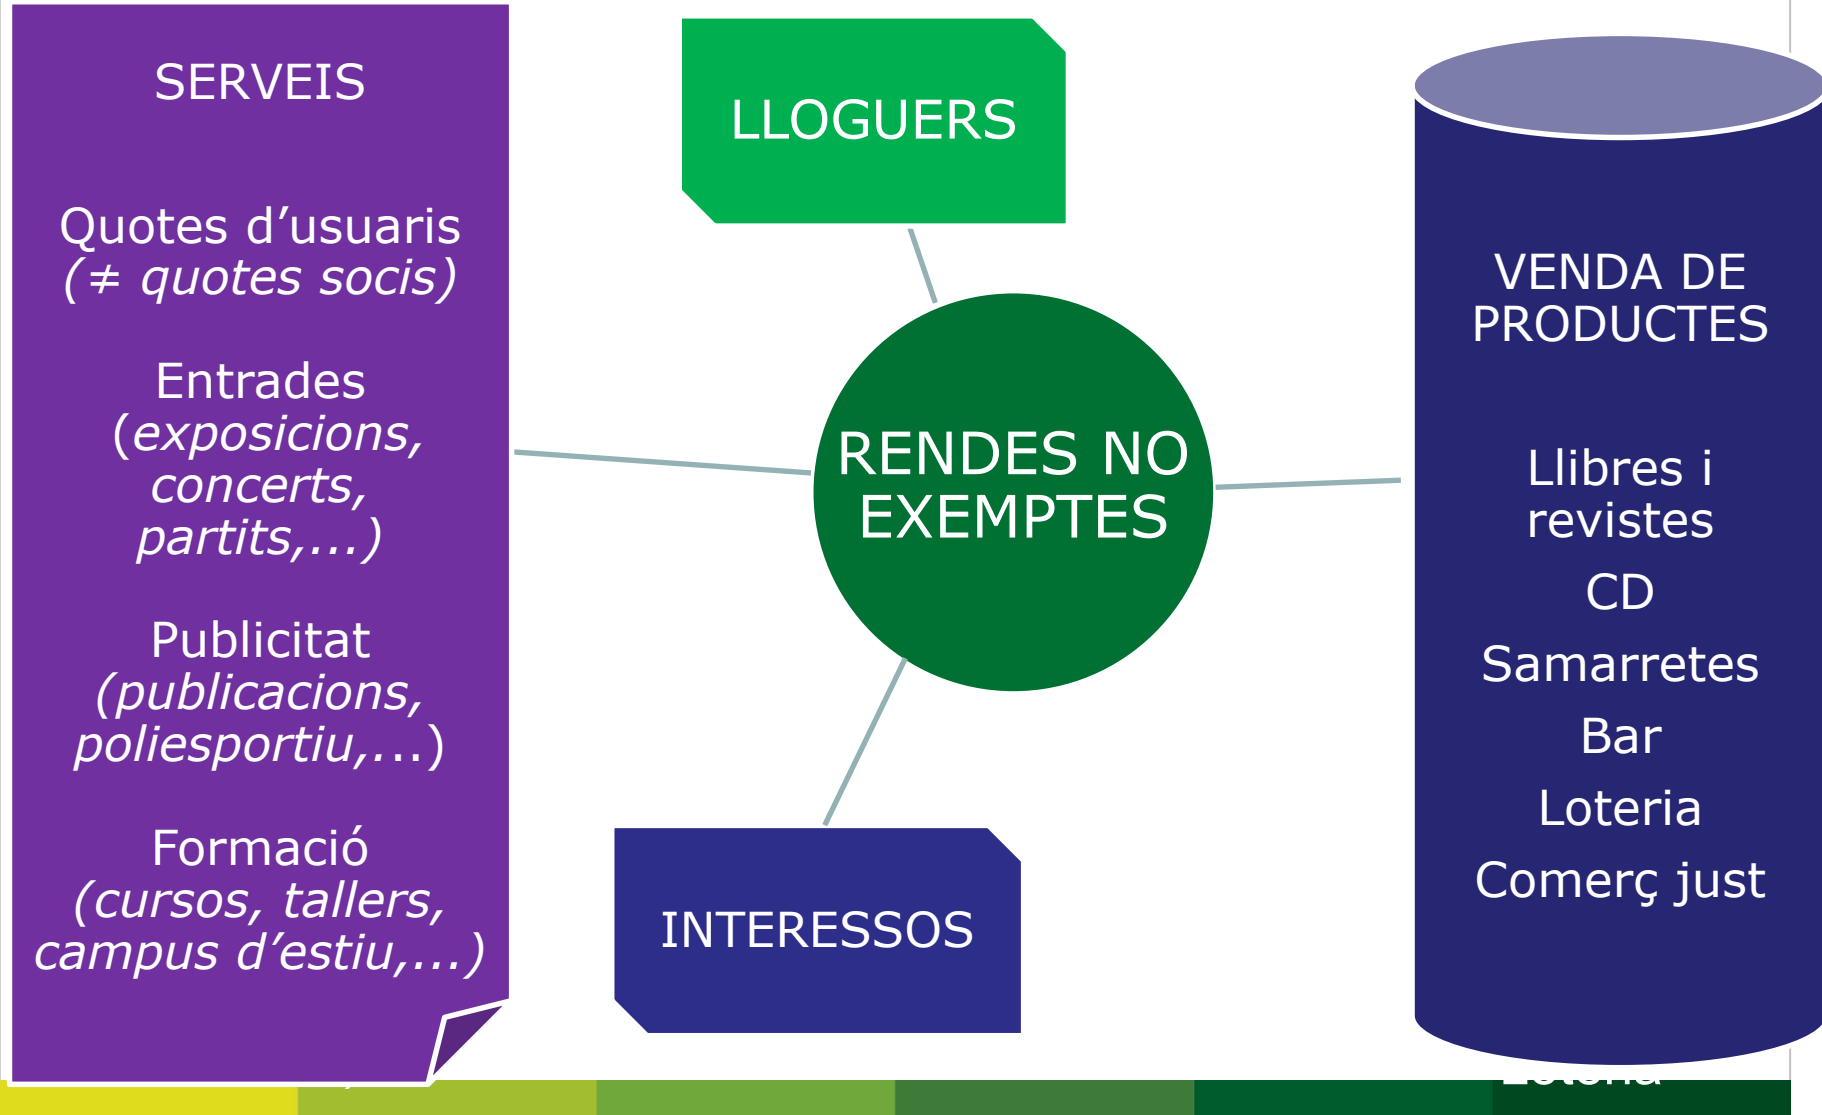 SERVEIS
Quotes d’usuaris
(≠ quotes socis)
Entrades
(exposicions,
concerts,
partits,...)
Publicitat
(publicacions,
poliesportiu,...)
Formació
(cursos, tallers,
campus d’estiu,...)
LLOGUERS
RENDES NO
EXEMPTES
INTERESSOS
VENDA DE
PRODUCTES
Llibres i
revistes
CD
Samarretes
Bar
Loteria
Comerç just
Loteria